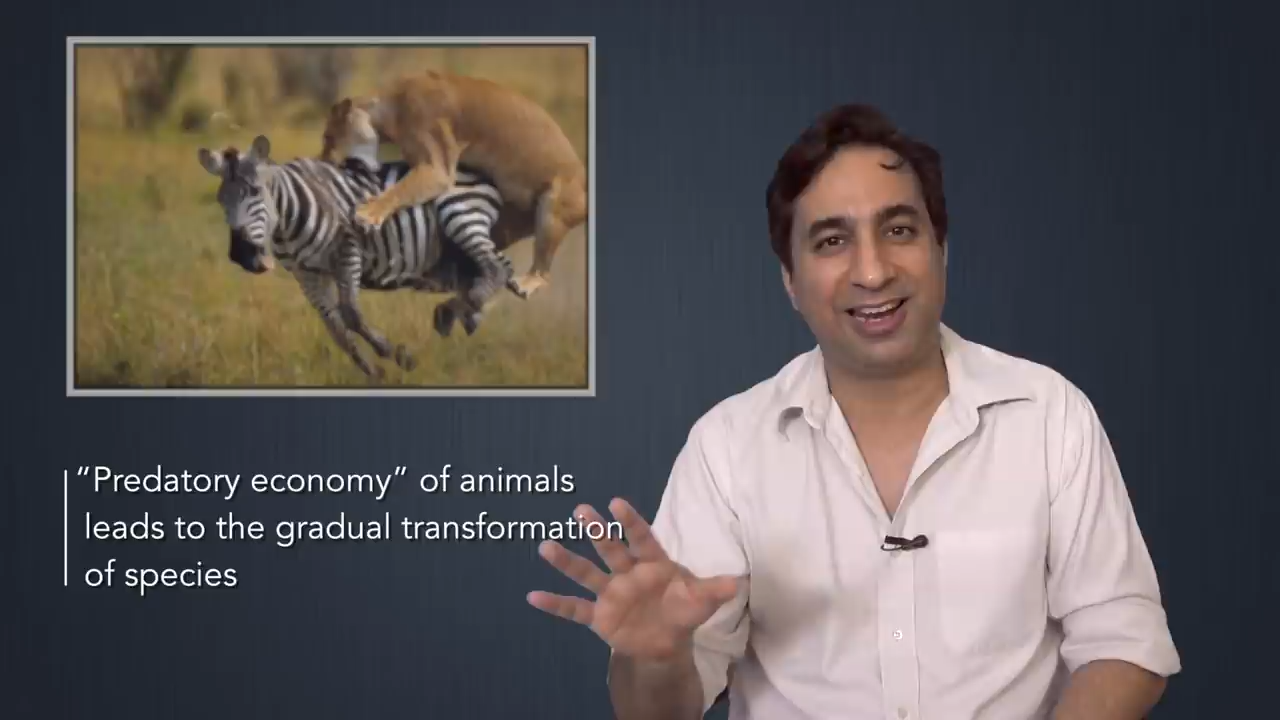 “Predatory economy” of animals
leads to the gradual transformation
of species